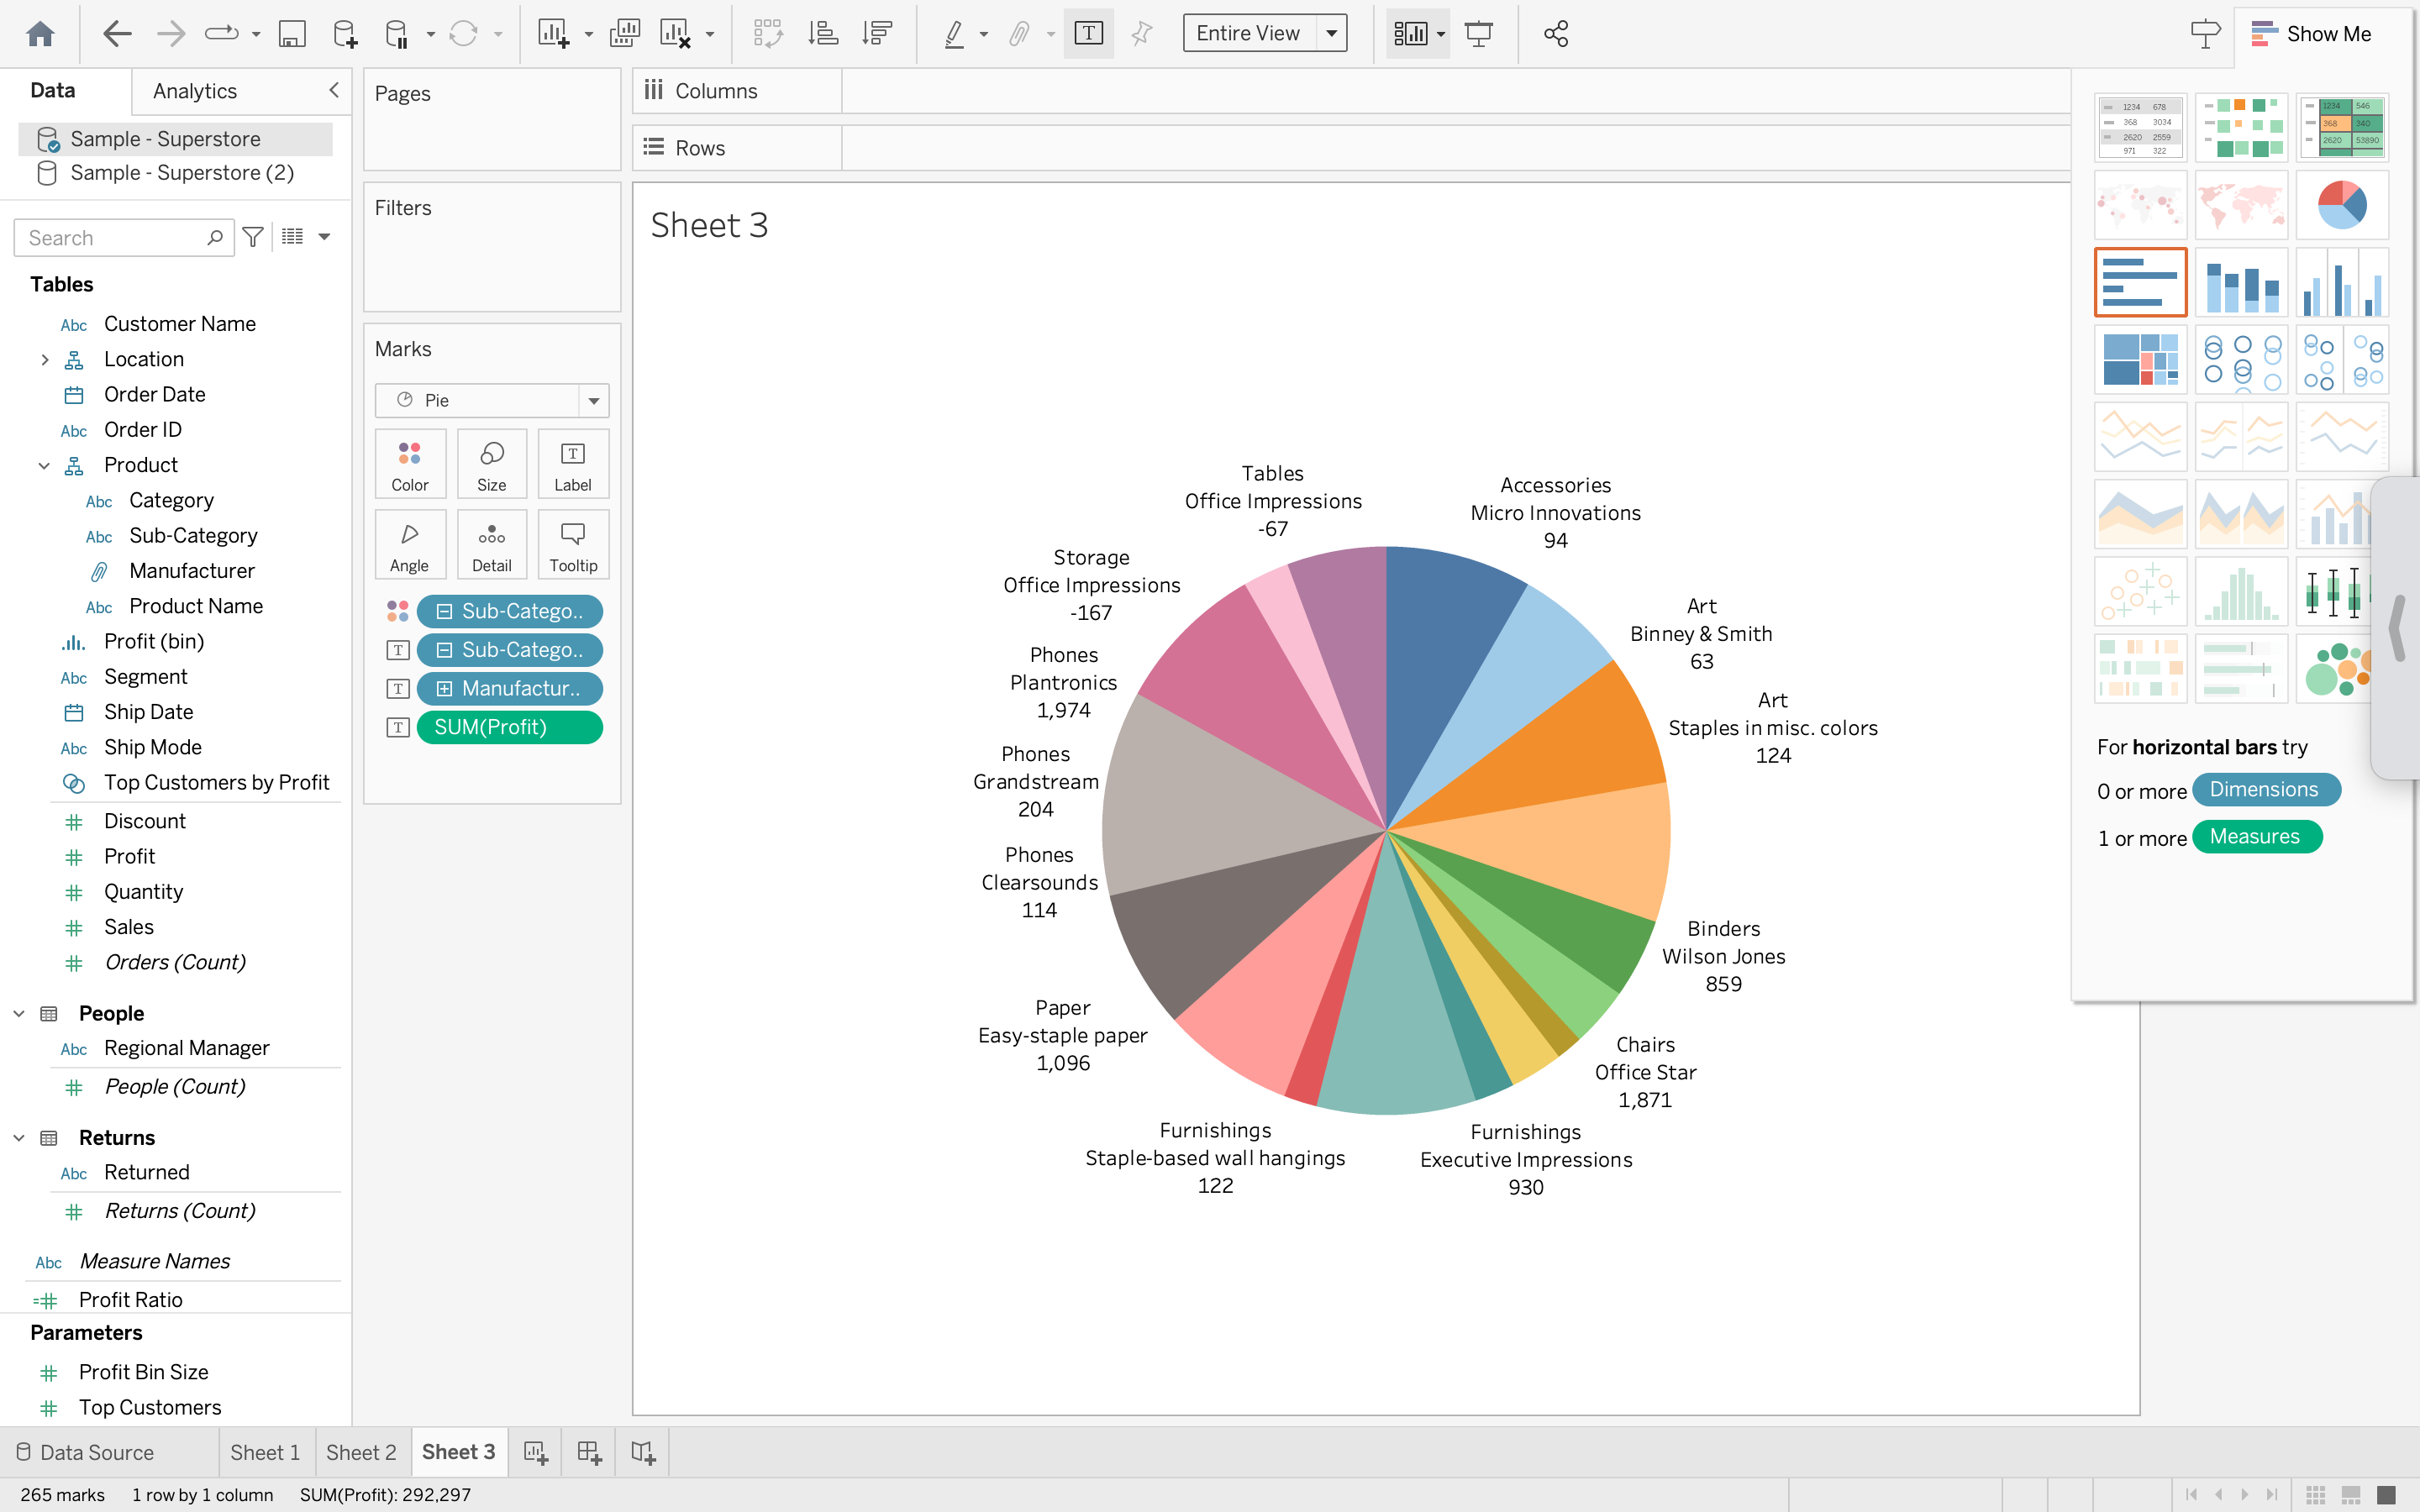 Entire View
Show Me
Data
Analytics
Sample - Superstore
Sample - Superstore (2)
Search
Tables
Abc Customer Name
Location
Order Date
Abc Order ID
Product
Abc Category
Abc Sub-Category
Manufacturer
Abc Product Name
Profit (bin)
Abc Segment
Ship Date
Abc Ship Mode
Top Customers by Profit
Discount
Profit
Quantity
Sales
Orders (Count)
People
Abc Regional Manager
People (Count)
Returns
Abc Returned
Returns (Count)
Abc Measure Names
Profit Ratio
Parameters
Profit Bin Size
Top Customers
Pages
Filters
Marks
Pie
Color Size Label
Angle Detail Tooltip
Sub-Catego..
Sub-Catego..
Manufactur..
SUM(Profit)
Columns
Rows
Sheet 3
Tables
Office Impressions
-67
Accessories
Micro Innovations
94
Storage
Office Impressions
-167
Art
Binney & Smith
63
Phones
Plantronics
1,974
Art
Staples in misc. colors
124
Phones
Grandstream
204
Phones
Clearsounds
114
Binders
Wilson Jones
859
Paper
Easy-staple paper
1,096
Chairs
Office Star
1,871
Furnishings
Staple-based wall hangings
122
Furnishings
Executive Impressions
930
1234 678
368 3034
2620 2559
971 322
1234 546
368 340
2620 53890
For horizontal bars try
0 or more Dimensions
1 or more Measures
Data Source
Sheet 1
Sheet 2
Sheet 3
265 marks
1 row by 1 column
SUM(Profit): 292,297